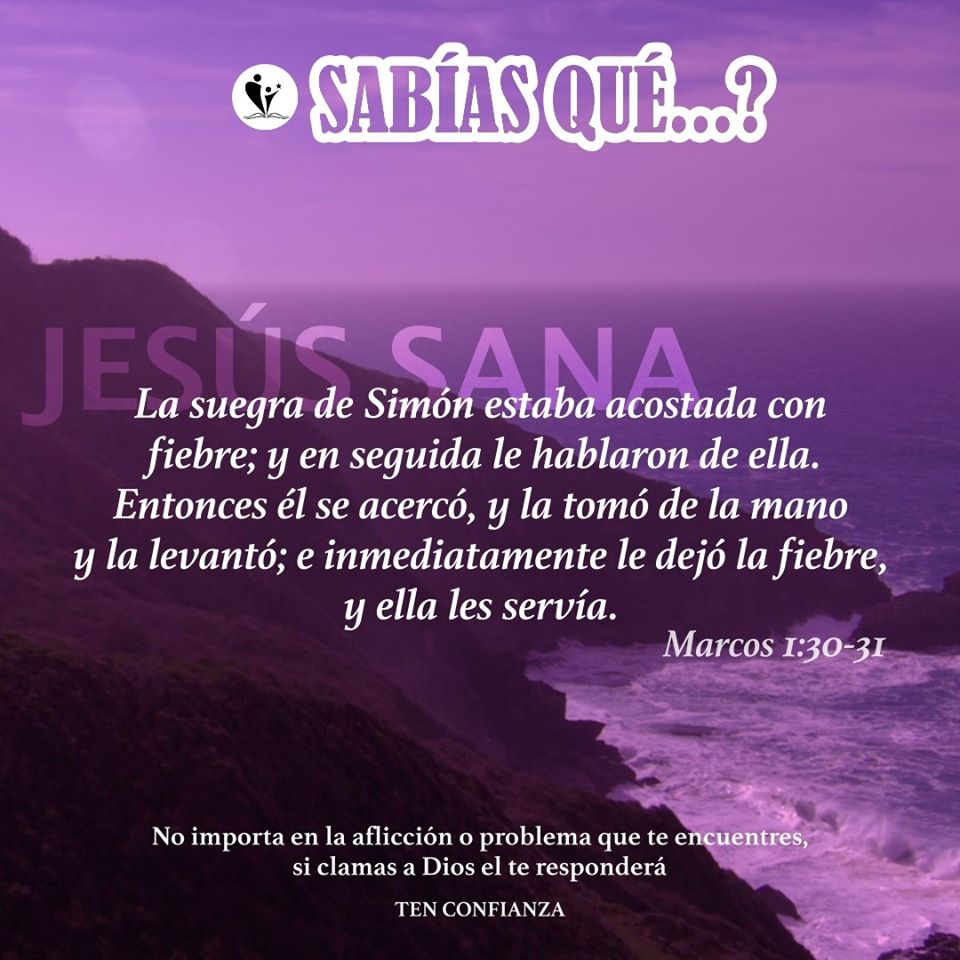 SABÍAS QUÉ...?
JESÚS SANA
La suegra de Simón estaba acostada con
fiebre; y en seguida le hablaron de ella.
Entonces él se acercó, y la tomó de la mano
y la levantó; e inmediatamente le dejó la fiebre,
y ella les servía.
Marcos 1:30-31
No importa en la aflicción o problema que te encuentres,
si clamas a Dios el te responderá
TEN CONFIANZA